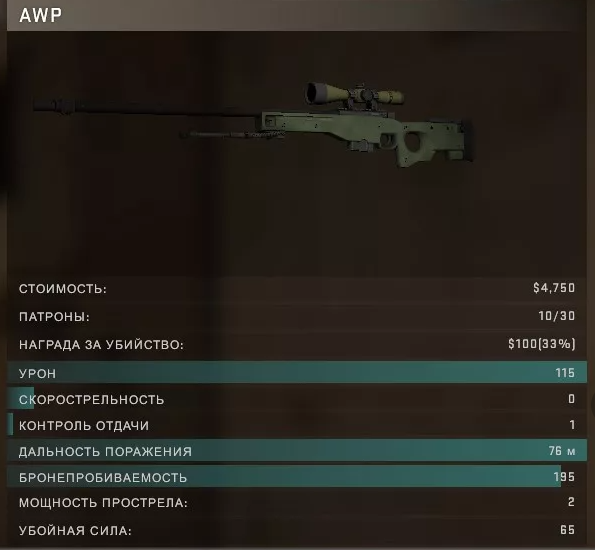 AWP
СТОИМОСТЬ: $4,750
ПАТРОНЫ: 10/30
НАГРАДА ЗА УБИЙСТВО: $100(33%)
УРОН 115
СКОРОСТРЕЛЬНОСТЬ 0
КОНТРОЛЬ ОТДАЧИ 1
ДАЛЬНОСТЬ ПОРАЖЕНИЯ 76 м
БРОНЕПРОБИВАЕМОСТЬ 195
МОЩНОСТЬ ПРОСТРЕЛА: 2
УБОЙНАЯ СИЛА: 65